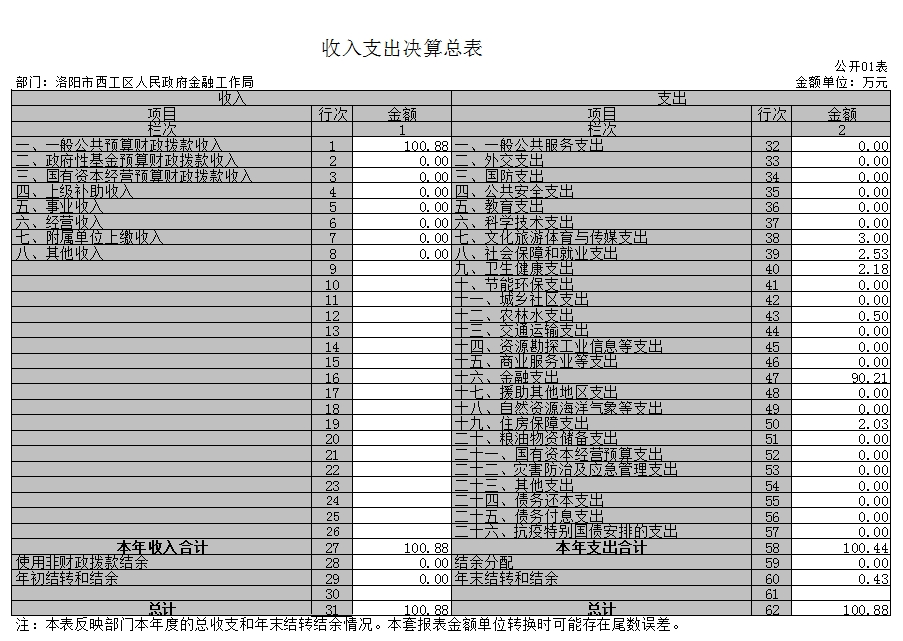 收入支出决算总表
公开01表
部门：洛阳市西工区人民政府金融工作局 金额单位：万元
收入 支出
项目 行次 金额 项目 行次 金额
栏次 1 栏次 2
一、一般公共预算财政拨款收入 1 100.88 一、一般公共服务支出 32 0.00
二、政府性基金预算财政拨款收入 2 0.00 二、外交支出 33 0.00
三、国有资本经营预算财政拨款收入 3 0.00 三、国防支出 34 0.00
四、上级补助收入 4 0.00 四、公共安全支出 35 0.00
五、事业收入 5 0.00 五、教育支出 36 0.00
六、经营收入 6 0.00 六、科学技术支出 37 0.00
七、附属单位上缴收入 7 0.00 七、文化旅游体育与传媒支出 38 3.00
八、其他收入 8 0.00 八、社会保障和就业支出 39 2.53
9 九、卫生健康支出 40 2.18
10 十、节能环保支出 41 0.00
11 十一、城乡社区支出 42 0.00
12 十二、农林水支出 43 0.50
13 十三、交通运输支出 44 0.00
14 十四、资源勘探工业信息等支出 45 0.00
15 十五、商业服务业等支出 46 0.00
16 十六、金融支出 47 90.21
17 十七、援助其他地区支出 48 0.00
18 十八、自然资源海洋气象等支出 49 0.00
19 十九、住房保障支出 50 2.03
20 二十、粮油物资储备支出 51 0.00
21 二十一、国有资本经营预算支出 52 0.00
22 二十二、灾害防治及应急管理支出 53 0.00
23 二十三、其他支出 54 0.00
24 二十四、债务还本支出 55 0.00
25 二十五、债务付息支出 56 0.00
26 二十六、抗疫特别国债安排的支出 57 0.00
本年收入合计 27 100.88 本年支出合计 58 100.44
使用非财政拨款结余 28 0.00 结余分配 59 0.00
年初结转和结余 29 0.00 年末结转和结余 60 0.43
30 61
总计 31 100.88 总计 62 100.88
注：本表反映部门本年度的总收支和年末结转结余情况。本套报表金额单位转换时可能存在尾数误差。